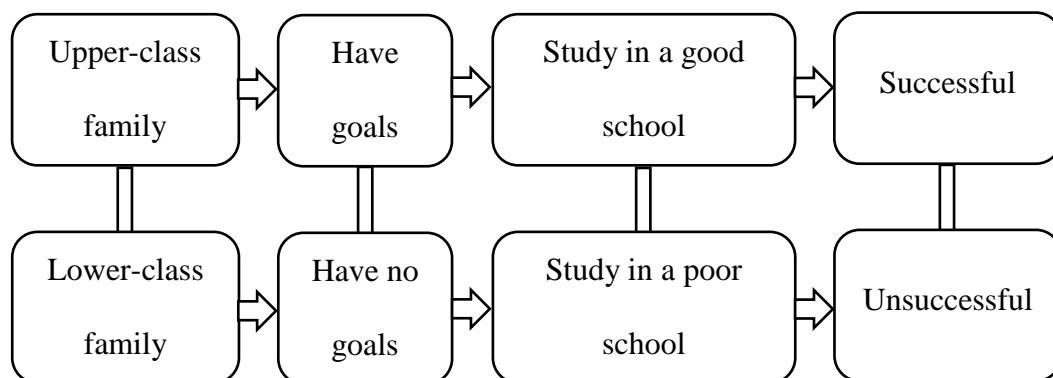 Upper-class
family
Have
goals
Study in a good
school
Successful
Lower-class
family
Have no
goals
Study in a poor
school
Unsuccessful